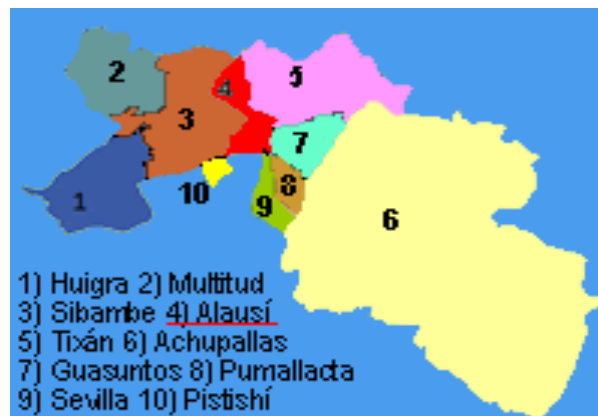 2
4
5
3
7
10
8
1
9
6
1) Huigra 2) Multitud
3) Sibambe 4) Alausí
5) Tixán 6) Achupallas
7) Guasuntos 8) Pumallacta
9) Sevilla 10) Pistishí